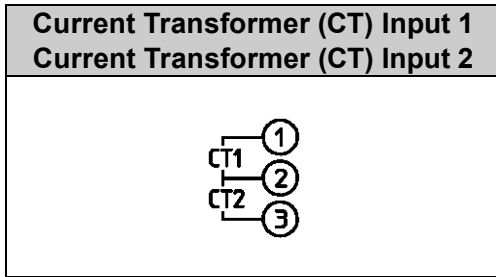 Current Transformer (CT) Input 1
Current Transformer (CT) Input 2
1
CT1
2
CT2
3